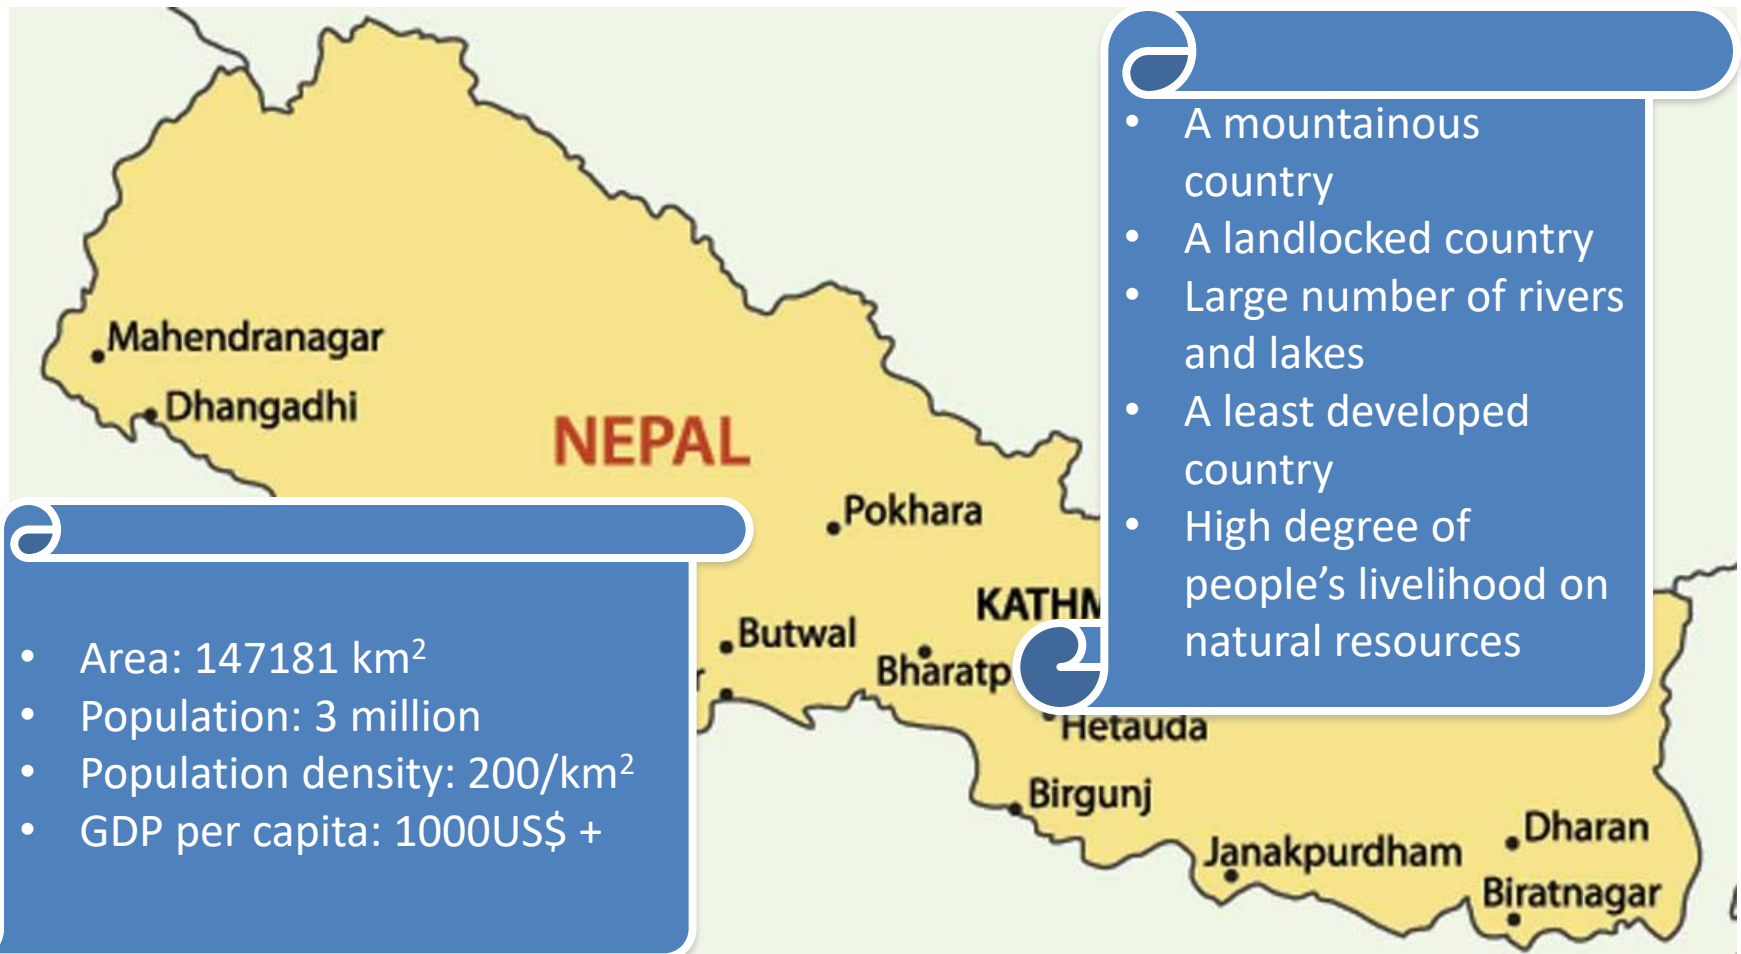 • A mountainous
country
• A landlocked country
• Large number of rivers
and lakes
• A least developed
country
• High degree of
people’s livelihood on
natural resources
Mahendranagar
Dhangadhi
NEPAL
Pokhara
KATHM
Butwal
Bharatp
Hetauda
Birgunj
Janakpurdham
Dharan
Biratnagar
• Area: 147181 km²
• Population: 3 million
• Population density: 200/km²
• GDP per capita: 1000US$ +